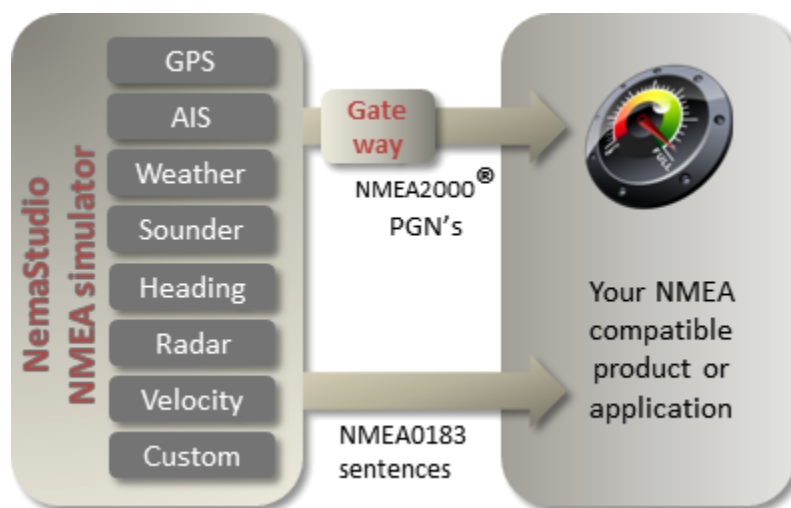 NemaStudio
NMEA simulator
GPS
AIS
Weather
Sounder
Heading
Radar
Velocity
Custom
Gate
way
NMEA2000®
PGN's
NMEA0183
sentences
FULL
Your NMEA
compatible
product or
application